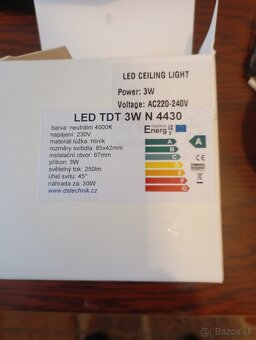 LED CEILING LIGHT
Power: 3W
Voltage: AC220-240V
LED TDT 3W N 4430
barva: neutrální 4000K
napájení: 230V
materiál lůžka: hliník
rozměry svítidla: 85x42mm
instalační otvor: 67mm
příkon: 3W
světelný tok: 250lm
úhel svitu: 45°
náhrada za: 30W
www.dstechnik.cz
Energy
A
A
B
C
D
E
F
G
bazos.sk